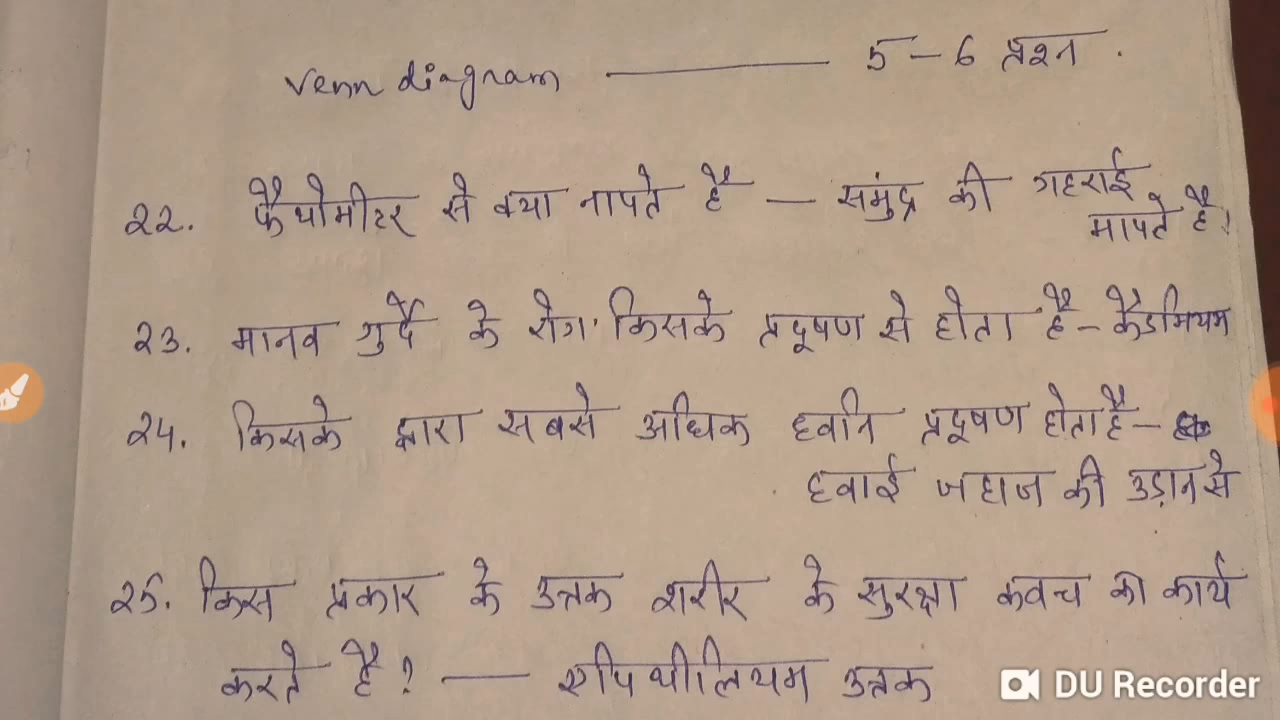 Venn diagram — 5-6 प्रश्न .
22. फैथोमीटर से क्या नापते है — समुंद्र की गहराई
मापते है।
23. मानव गुर्दे के रोग किसके प्रदूषण से होता है - कैडमियम
24. किसके द्वारा सबसे अधिक ध्वनि प्रदूषण होता है -
हवाई जहाज की उड़ान से
25. किस प्रकार के उत्तक शरीर के सुरक्षा कवच का कार्य
करते है? — एपिथीलियम उत्तक
DU Recorder